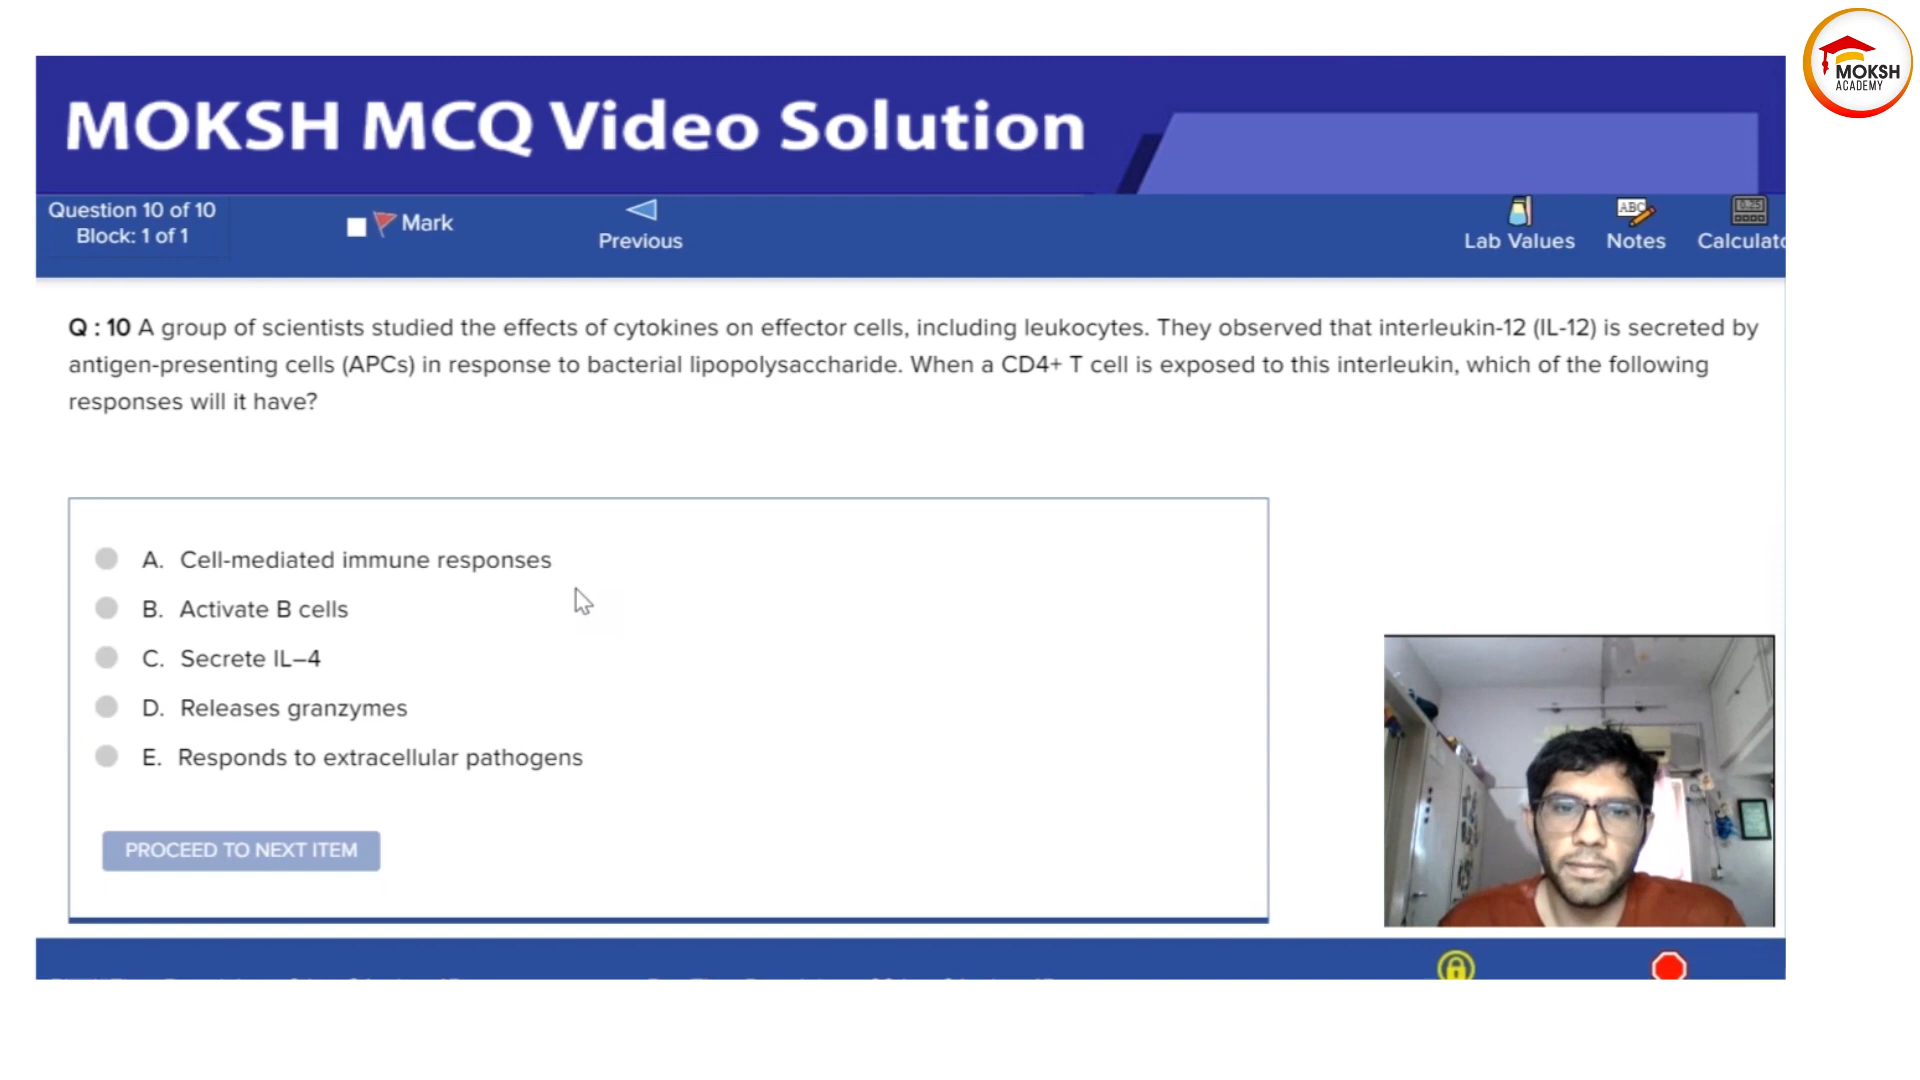 MOKSH
ACADEMY
MOKSH MCQ Video Solution
Question 10 of 10
Block: 1 of 1
Mark
Previous
Lab Values
ABC
Notes
0.25
Calculato
Q : 10 A group of scientists studied the effects of cytokines on effector cells, including leukocytes. They observed that interleukin-12 (IL-12) is secreted by
antigen-presenting cells (APCs) in response to bacterial lipopolysaccharide. When a CD4+ T cell is exposed to this interleukin, which of the following
responses will it have?
A. Cell-mediated immune responses
B. Activate B cells
C. Secrete IL–4
D. Releases granzymes
E. Responds to extracellular pathogens
PROCEED TO NEXT ITEM